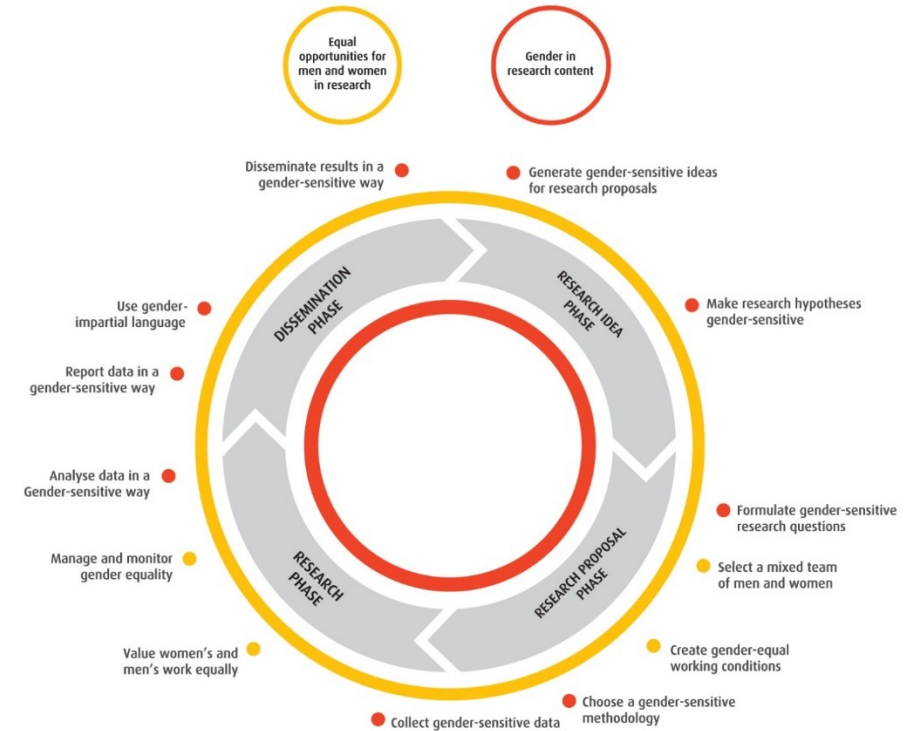 Equal
opportunities for
men and women
in research
Gender in
research content
Disseminate results in a
gender-sensitive way
Generate gender-sensitive ideas
for research proposals
DISSEMINATION
PHASE
RESEARCH IDEA
PHASE
Use gender-
impartial language
Make research hypotheses
gender-sensitive
Report data in a
gender-sensitive way
Analyse data in a
Gender-sensitive way
Formulate gender-sensitive
research questions
Manage and monitor
gender equality
RESEARCH
PHASE
RESEARCH PROPOSAL
PHASE
Select a mixed team
of men and women
Value women's and
men's work equally
Create gender-equal
working conditions
Choose a gender-sensitive
methodology
Collect gender-sensitive data